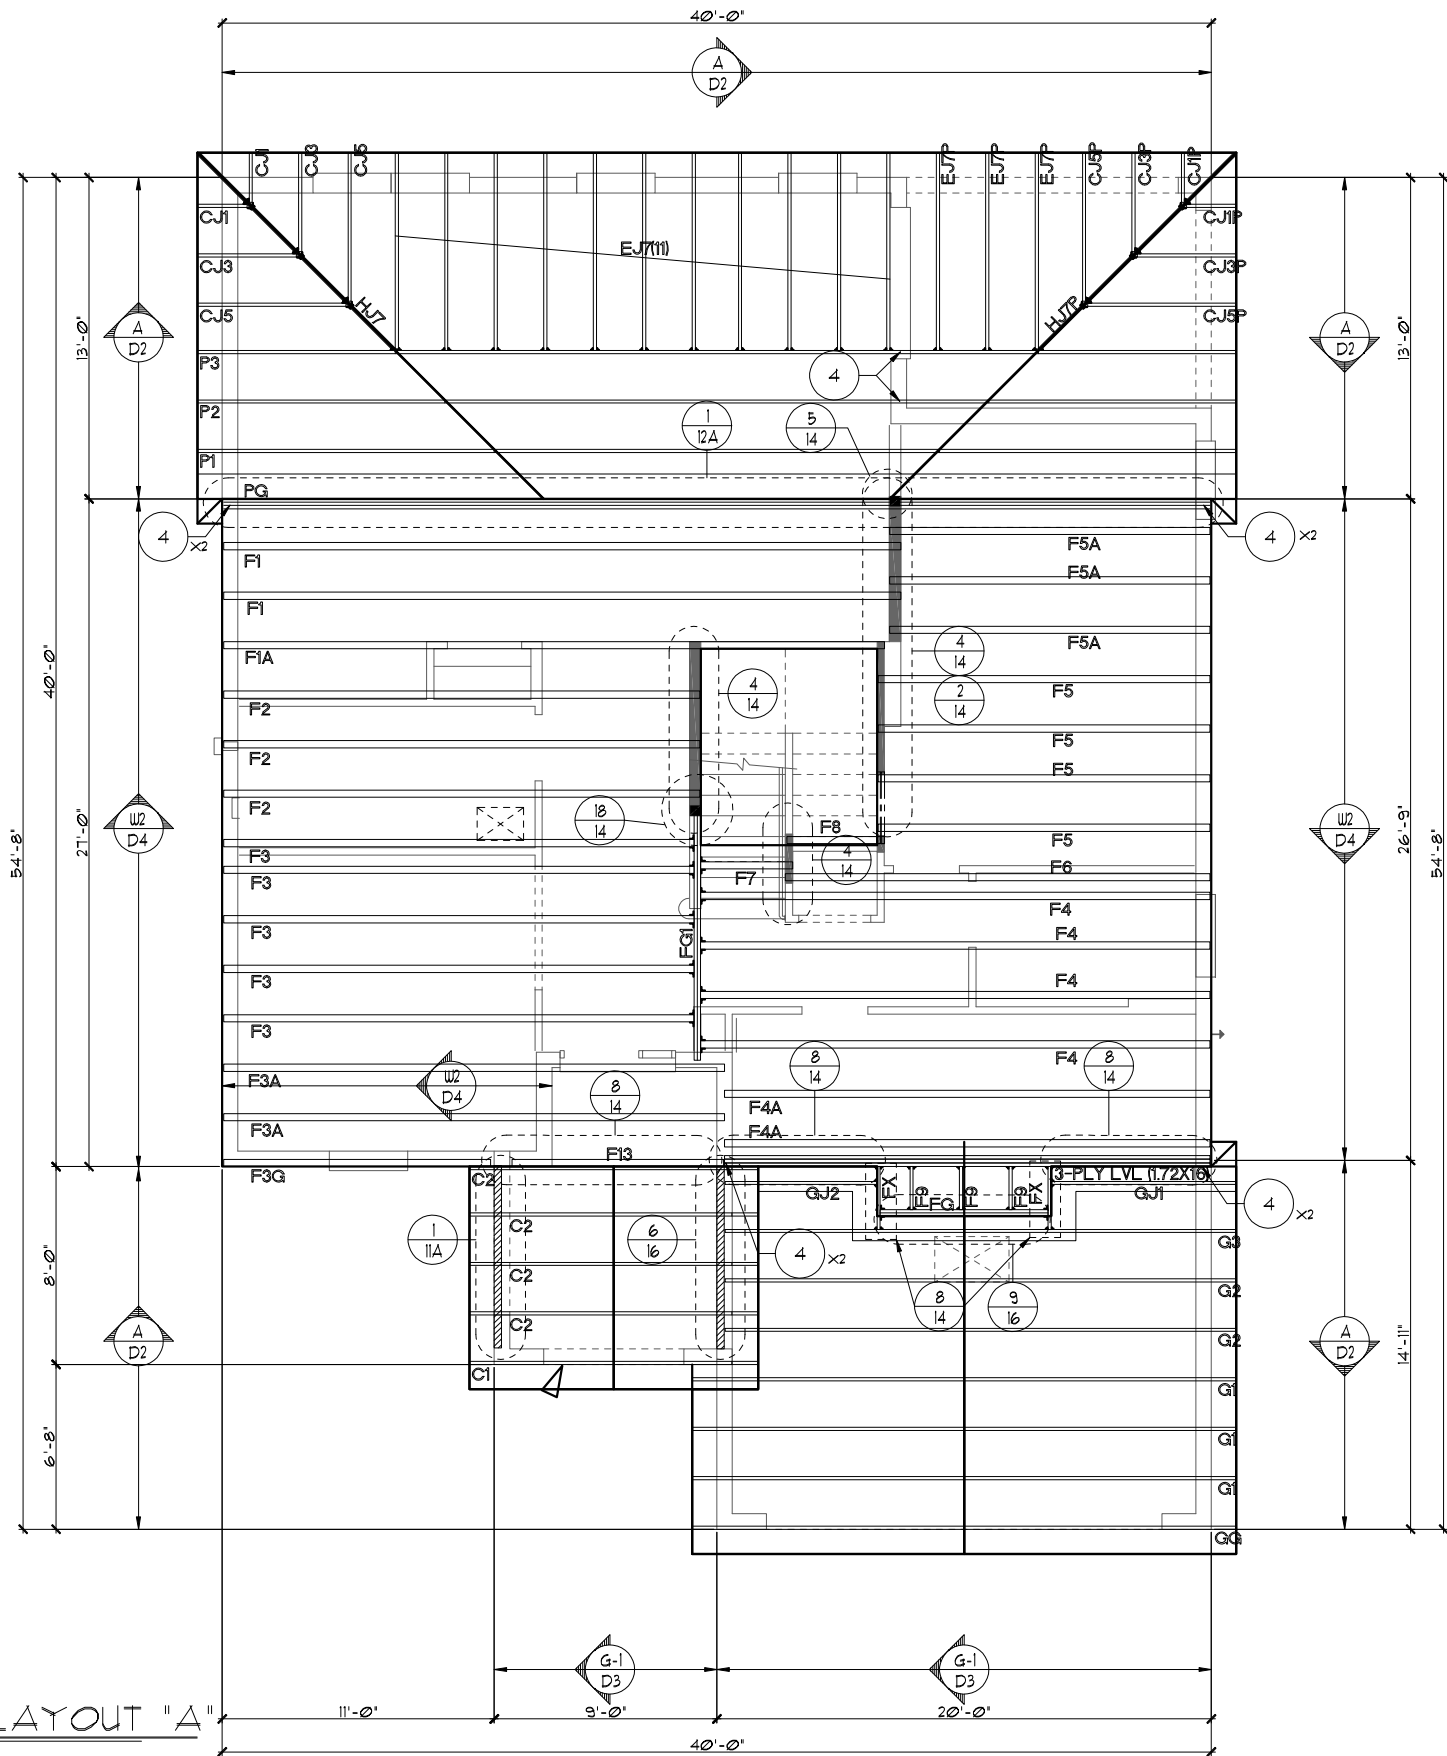 40'-0"
A
D2
CJ1
CJ3
CJ5
EJ7P
EJ7P
EJ7P
CJ5P
CJ3P
CJ1P
CJ1
CJ1P
EJ7(11)
CJ3
CJ3P
CJ5
HJ7
HJ7P
CJ5P
A
D2
A
D2
13'-0"
13'-0"
P3
4
P2
1
12A
5
14
P1
PG
4
X2
4
X2
F1
F5A
F5A
F1
F5A
F1A
4
14
4
14
2
14
F5
F2
F5
F2
F5
F2
40'-0"
27'-0"
54'-8"
W2
D4
W2
D4
26'-9"
54'-8"
18
14
F8
F5
4
14
F3
F7
F6
F3
F4
F3
FG1
F4
F3
F4
F3
F4
8
14
8
14
F3A
W2
D4
8
14
F4A
F3A
F4A
F13
F3G
C2
GJ2
FX
F9
FG
F9
F9
FX
3-PLY LVL (1.72X16)
GJ1
4
X2
1
11A
C2
6
16
4
X2
G3
C2
8
14
9
16
G2
C2
G2
8'-0"
A
D2
A
D2
14'-11"
C1
G1
6'-8"
G1
G1
GG
G-1
D3
G-1
D3
LAYOUT "A"
11'-0"
9'-0"
20'-0"
40'-0"